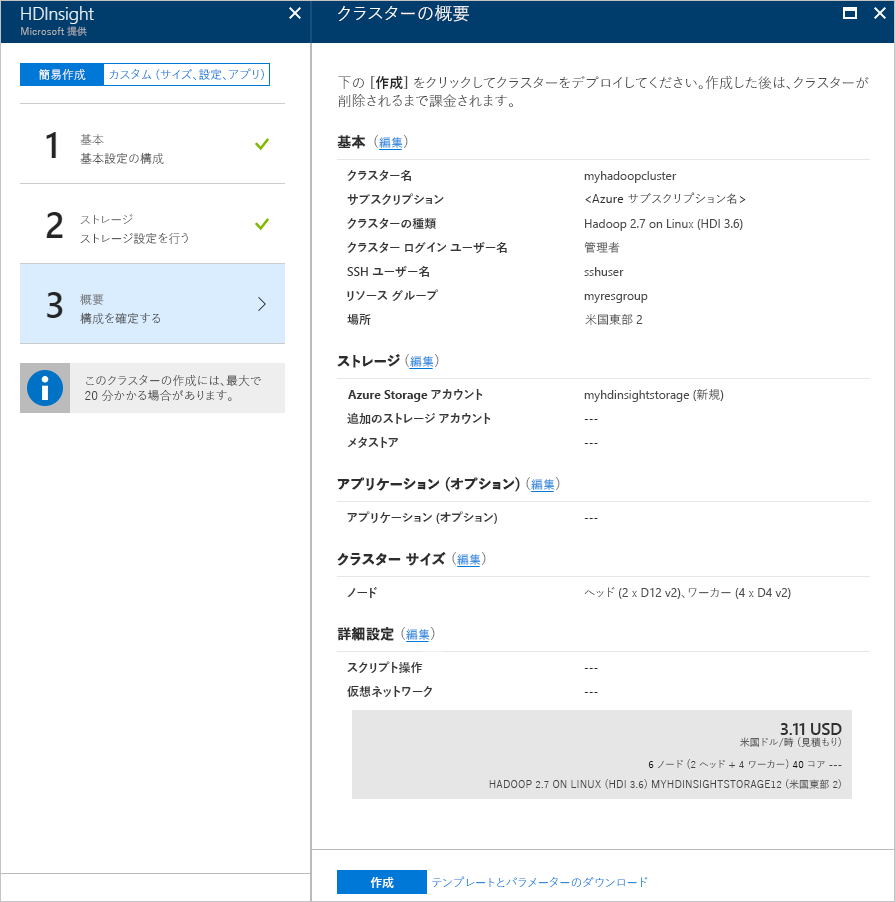 HDInsight
Microsoft 提供
簡易作成 カスタム (サイズ、設定、アプリ)
1
基本
基本設定の構成
2
ストレージ
ストレージ設定を行う
3
概要
構成を確定する
このクラスターの作成には、最大で
20 分かかる場合があります。
クラスターの概要
下の [作成] をクリックしてクラスターをデプロイしてください。作成した後は、クラスターが
削除されるまで課金されます。
基本 (編集)
クラスター名 myhadoopcluster
サブスクリプション <Azure サブスクリプション名>
クラスターの種類 Hadoop 2.7 on Linux (HDI 3.6)
クラスター ログイン ユーザー名 管理者
SSH ユーザー名 sshuser
リソース グループ myresgroup
場所 米国東部 2
ストレージ (編集)
Azure Storage アカウント myhdinsightstorage (新規)
追加のストレージ アカウント ---
メタストア ---
アプリケーション (オプション) (編集)
アプリケーション (オプション) ---
クラスター サイズ (編集)
ノード ヘッド (2 x D12 v2)、ワーカー (4 x D4 v2)
詳細設定 (編集)
スクリプト操作 ---
仮想ネットワーク ---
3.11 USD
米国ドル/時 (見積もり)
6 ノード (2 ヘッド + 4 ワーカー) 40 コア ---
HADOOP 2.7 ON LINUX (HDI 3.6) MYHDINSIGHTSTORAGE12 (米国東部 2)
作成 テンプレートとパラメーターのダウンロード